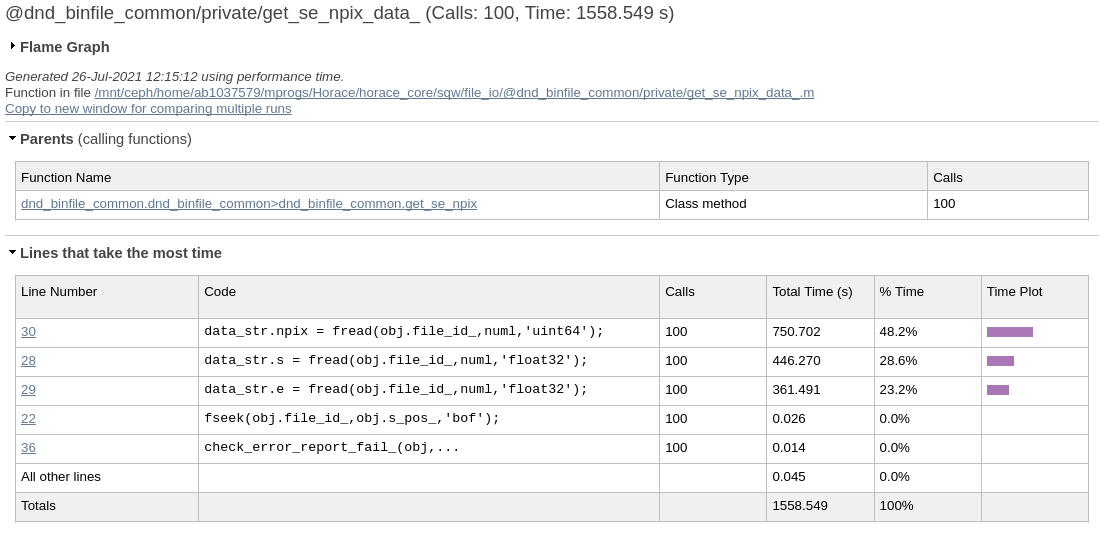 @dnd_binfile_common/private/get_se_npix_data_ (Calls: 100, Time: 1558.549 s)
Flame Graph
Generated 26-Jul-2021 12:15:12 using performance time.
Function in file /mnt/ceph/home/ab1037579/mprogs/Horace/horace_core/sqw/file_io/@dnd_binfile_common/private/get_se_npix_data_.m
Copy to new window for comparing multiple runs
Parents (calling functions)
Function Name Function Type Calls
dnd_binfile_common.dnd_binfile_common>dnd_binfile_common.get_se_npix Class method 100
Lines that take the most time
Line Number Code Calls Total Time (s) % Time Time Plot
30 data_str.npix = fread(obj.file_id_,numl,'uint64'); 100 750.702 48.2%
28 data_str.s = fread(obj.file_id_,numl,'float32'); 100 446.270 28.6%
29 data_str.e = fread(obj.file_id_,numl,'float32'); 100 361.491 23.2%
22 fseek(obj.file_id_,obj.s_pos_,'bof'); 100 0.026 0.0%
36 check_error_report_fail_(obj,... 100 0.014 0.0%
All other lines 0.045 0.0%
Totals 1558.549 100%